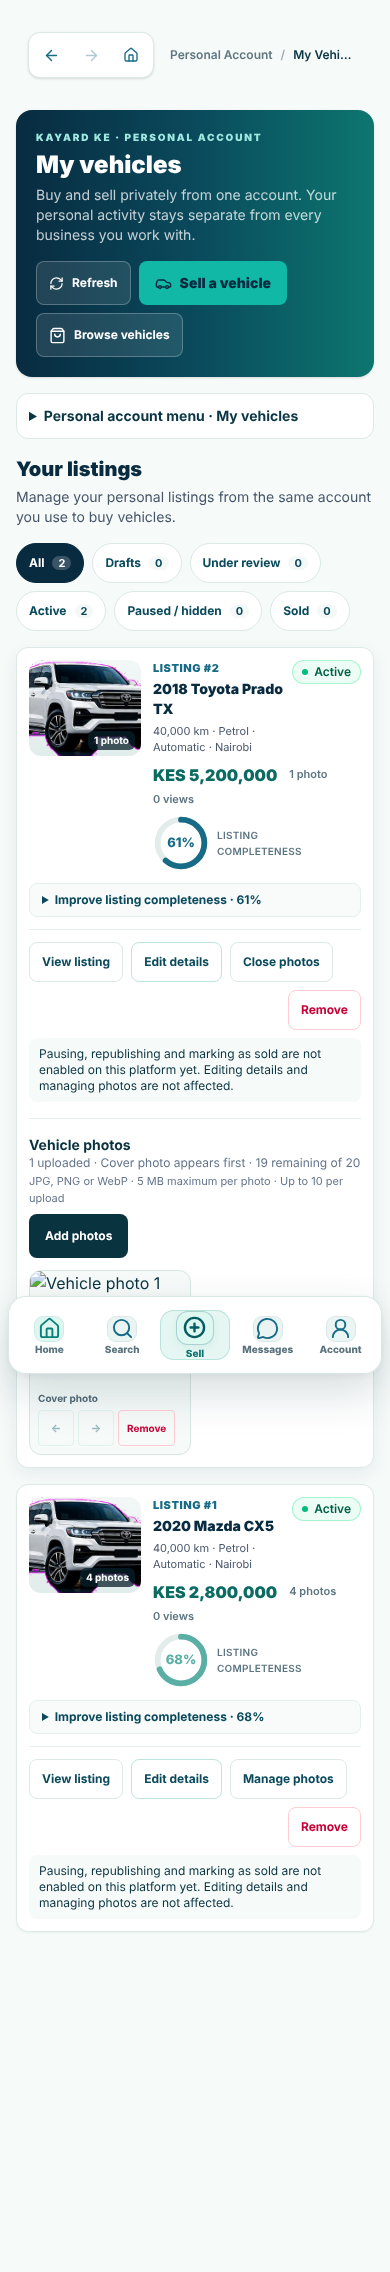 Personal Account / My Vehi...
KAYARD KE · PERSONAL ACCOUNT
My vehicles
Buy and sell privately from one account. Your
personal activity stays separate from every
business you work with.
Refresh
Sell a vehicle
Browse vehicles
Personal account menu · My vehicles
Your listings
Manage your personal listings from the same account
you use to buy vehicles.
All 2
Drafts 0
Under review 0
Active 2
Paused / hidden 0
Sold 0
1 photo
LISTING #2
Active
2018 Toyota Prado
TX
40,000 km · Petrol ·
Automatic · Nairobi
KES 5,200,000 1 photo
0 views
61%
LISTING
COMPLETENESS
Improve listing completeness · 61%
View listing
Edit details
Close photos
Remove
Pausing, republishing and marking as sold are not
enabled on this platform yet. Editing details and
managing photos are not affected.
Vehicle photos
1 uploaded · Cover photo appears first · 19 remaining of 20
JPG, PNG or WebP · 5 MB maximum per photo · Up to 10 per
upload
Add photos
Vehicle photo 1
Home
Search
Sell
Messages
Account
Cover photo
← → Remove
4 photos
LISTING #1
Active
2020 Mazda CX5
40,000 km · Petrol ·
Automatic · Nairobi
KES 2,800,000 4 photos
0 views
68%
LISTING
COMPLETENESS
Improve listing completeness · 68%
View listing
Edit details
Manage photos
Remove
Pausing, republishing and marking as sold are not
enabled on this platform yet. Editing details and
managing photos are not affected.